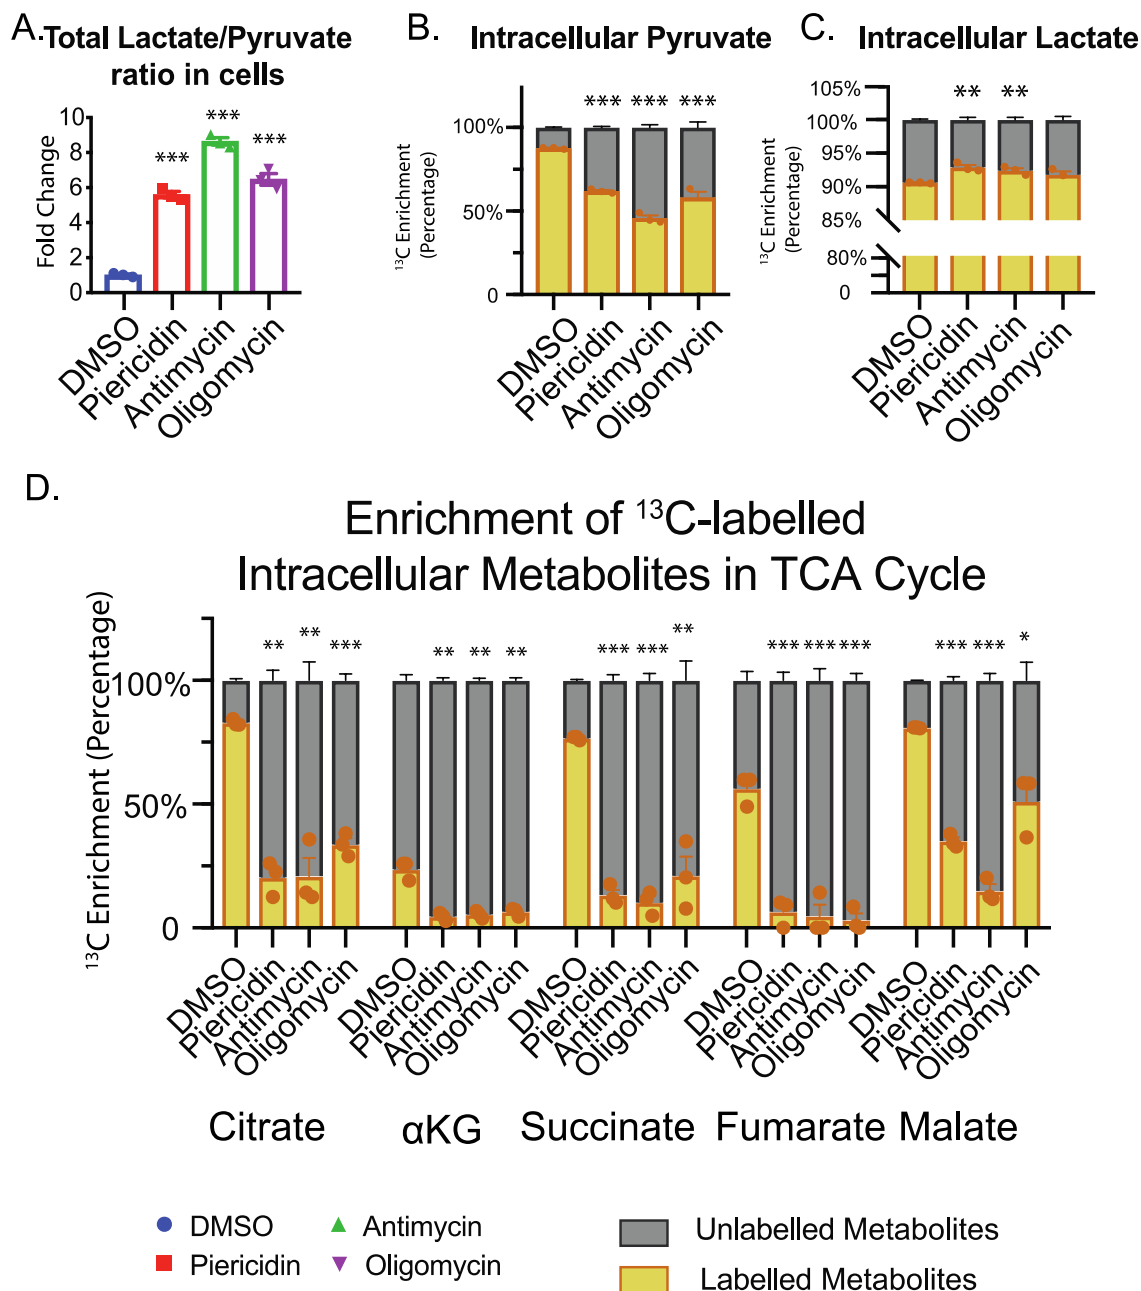 A. Total Lactate/Pyruvate
ratio in cells
Fold Change
10
8
6
4
2
0
***
***
***
DMSO
Piericidin
Antimycin
Oligomycin
B. Intracellular Pyruvate
¹³C Enrichment
(Percentage)
100%
50%
0
*** *** ***
DMSO
Piericidin
Antimycin
Oligomycin
C. Intracellular Lactate
¹³C Enrichment
(Percentage)
105%
100%
95%
90%
85%
80%
0
** **
DMSO
Piericidin
Antimycin
Oligomycin
D.
Enrichment of ¹³C-labelled
Intracellular Metabolites in TCA Cycle
¹³C Enrichment (Percentage)
100%
50%
0
** ** *** ** ** ** *** *** ** *** *** *** *** *** *
DMSO
Piericidin
Antimycin
Oligomycin
DMSO
Piericidin
Antimycin
Oligomycin
DMSO
Piericidin
Antimycin
Oligomycin
DMSO
Piericidin
Antimycin
Oligomycin
DMSO
Piericidin
Antimycin
Oligomycin
Citrate αKG Succinate Fumarate Malate
DMSO Antimycin
Piericidin Oligomycin
Unlabelled Metabolites
Labelled Metabolites